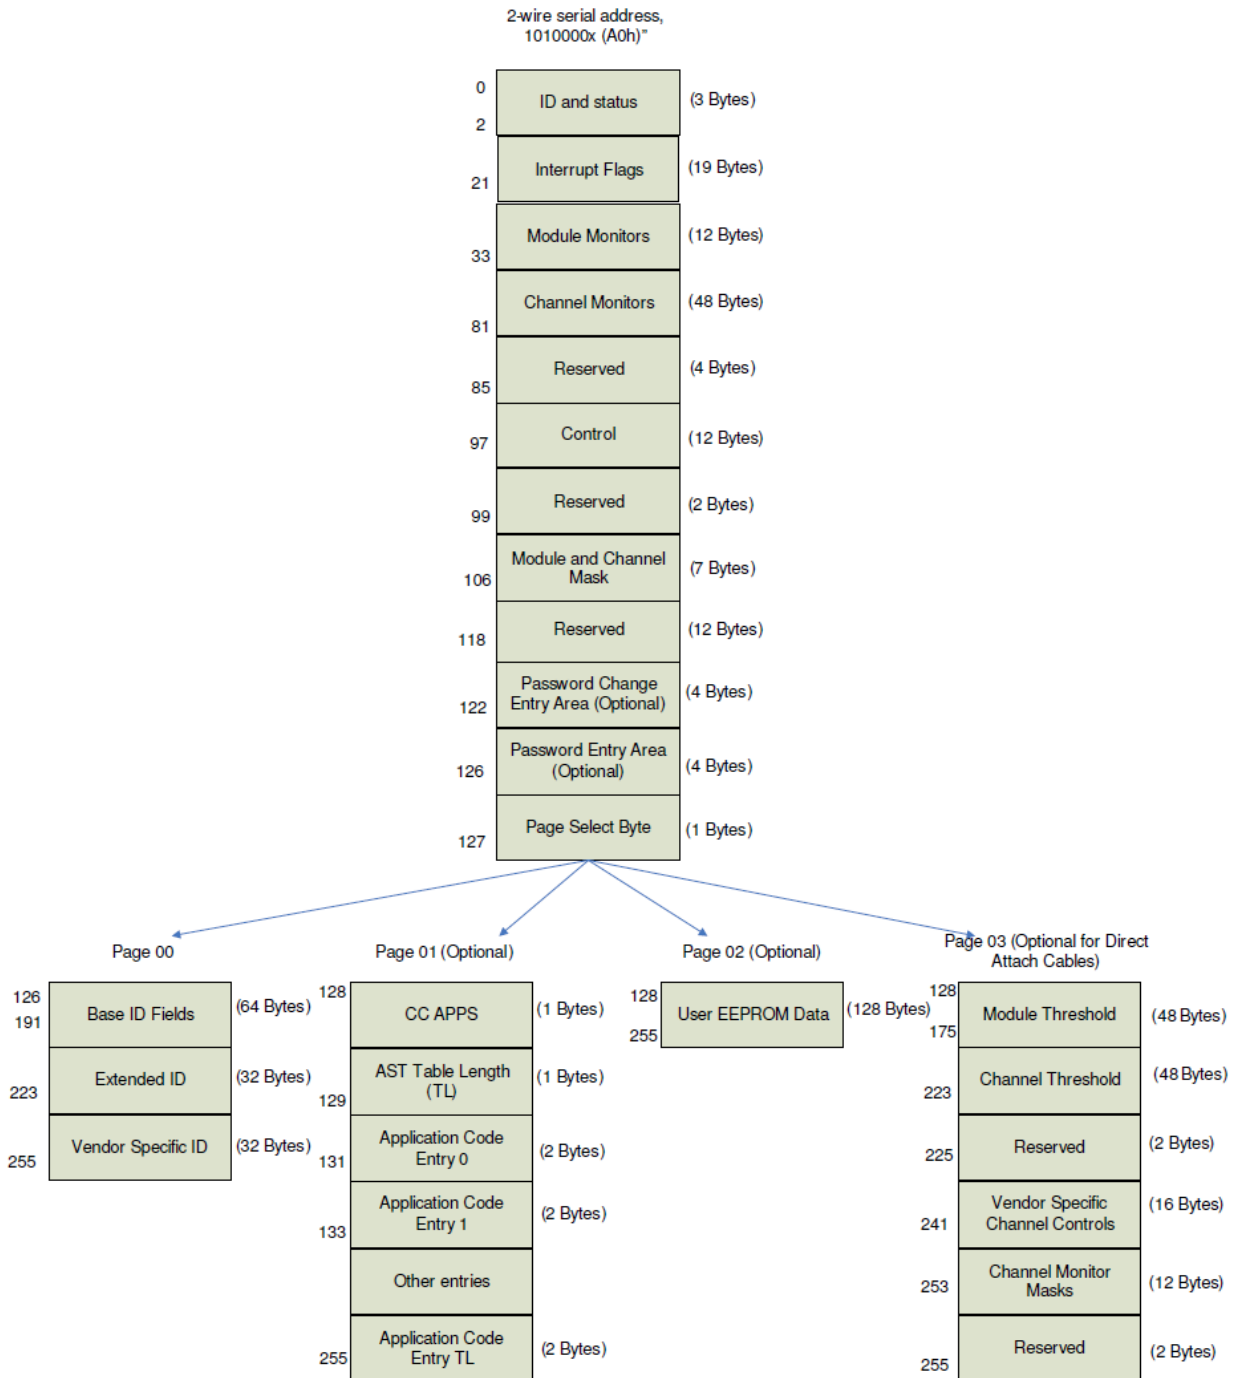 2-wire serial address,
1010000x (A0h)”
0
ID and status
(3 Bytes)
2
Interrupt Flags
(19 Bytes)
21
Module Monitors
(12 Bytes)
33
Channel Monitors
(48 Bytes)
81
Reserved
(4 Bytes)
85
Control
(12 Bytes)
97
Reserved
(2 Bytes)
99
Module and Channel
Mask
(7 Bytes)
106
Reserved
(12 Bytes)
118
Password Change
Entry Area (Optional)
(4 Bytes)
122
Password Entry Area
(Optional)
(4 Bytes)
126
Page Select Byte
(1 Bytes)
127
Page 00
126
191
Base ID Fields
(64 Bytes)
Extended ID
(32 Bytes)
223
Vendor Specific ID
(32 Bytes)
255
Page 01 (Optional)
128
CC APPS
(1 Bytes)
AST Table Length
(TL)
(1 Bytes)
129
Application Code
Entry 0
(2 Bytes)
131
Application Code
Entry 1
(2 Bytes)
133
Other entries
Application Code
Entry TL
(2 Bytes)
255
Page 02 (Optional)
128
User EEPROM Data
(128 Bytes)
255
Page 03 (Optional for Direct
Attach Cables)
128
Module Threshold
(48 Bytes)
175
Channel Threshold
(48 Bytes)
223
Reserved
(2 Bytes)
225
Vendor Specific
Channel Controls
(16 Bytes)
241
Channel Monitor
Masks
(12 Bytes)
253
Reserved
(2 Bytes)
255